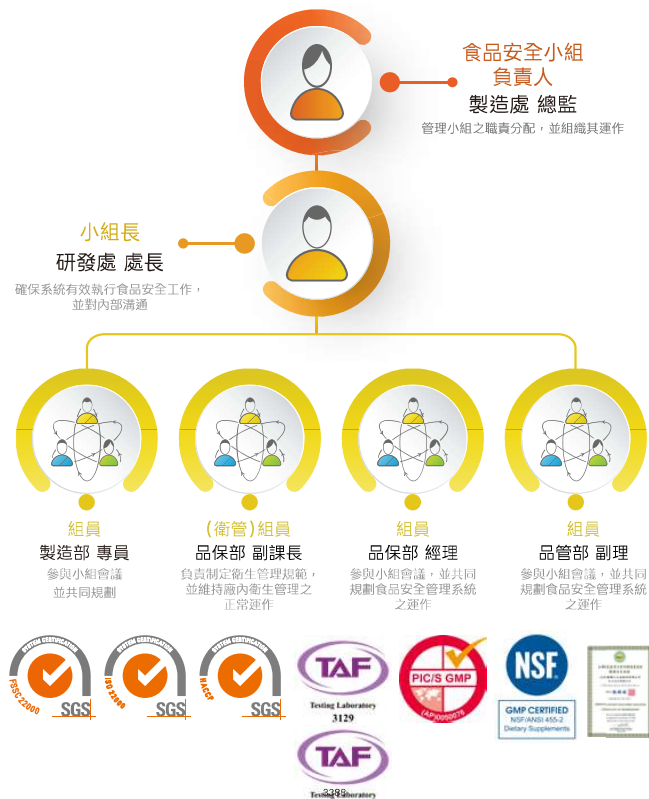 食品安全小組
負責人
製造處 總監
管理小組之職責分配，並組織其運作
小組長
研發處 處長
確保系統有效執行食品安全工作，
並對內部溝通
組員
製造部 專員
參與小組會議
並共同規劃
(衛管)組員
品保部 副課長
負責制定衛生管理規範，
並維持廠內衛生管理之
正常運作
組員
品保部 經理
參與小組會議，並共同
規劃食品安全管理系統
之運作
組員
品管部 副理
參與小組會議，並共同
規劃食品安全管理系統
之運作
SYSTEM CERTIFICATION
FSSC 22000
SGS
SYSTEM CERTIFICATION
ISO 22000
SGS
SYSTEM CERTIFICATION
HACCP
SGS
TAF
Testing Laboratory
3129
PIC/S GMP
NSF
GMP CERTIFIED
NSF/ANSI 455-2
Dietary Supplements
TAF
Testing Laboratory